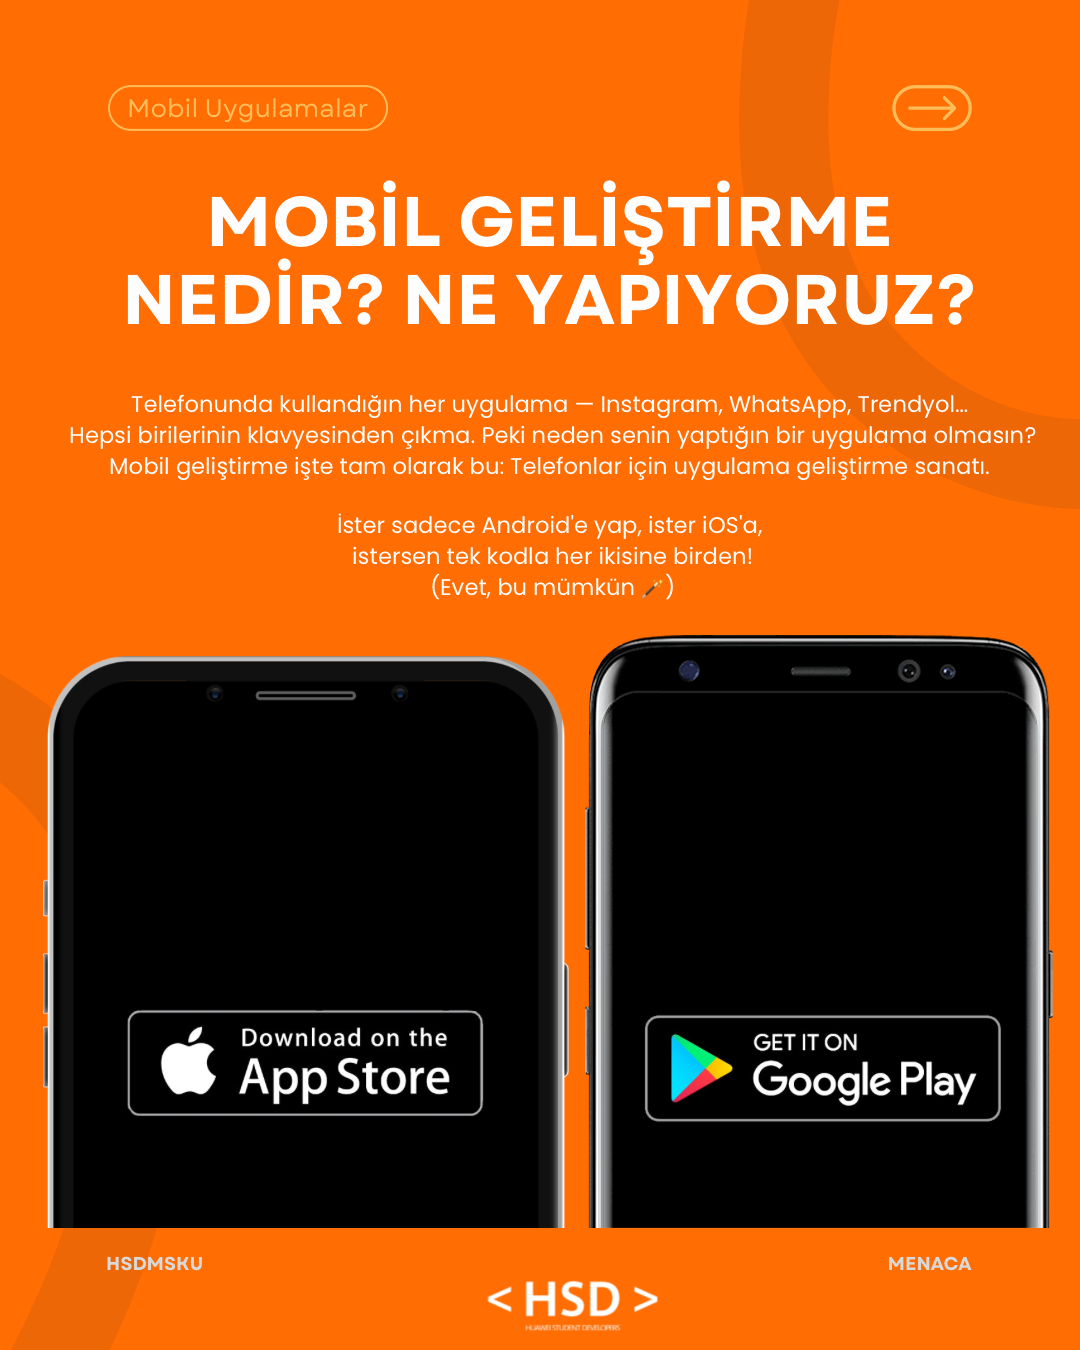 Mobil Uygulamalar
MOBİL GELİŞTİRME
NEDİR? NE YAPIYORUZ?
Telefonunda kullandığın her uygulama — Instagram, WhatsApp, Trendyol...
Hepsi birilerinin klavyesinden çıkma. Peki neden senin yaptığın bir uygulama olmasın?
Mobil geliştirme işte tam olarak bu: Telefonlar için uygulama geliştirme sanatı.
İster sadece Android'e yap, ister iOS'a,
istersen tek kodla her ikisine birden!
(Evet, bu mümkün 🪄)
Download on the
App Store
GET IT ON
Google Play
HSDMSKU
MENACA
< HSD >
HUAWEI STUDENT DEVELOPERS